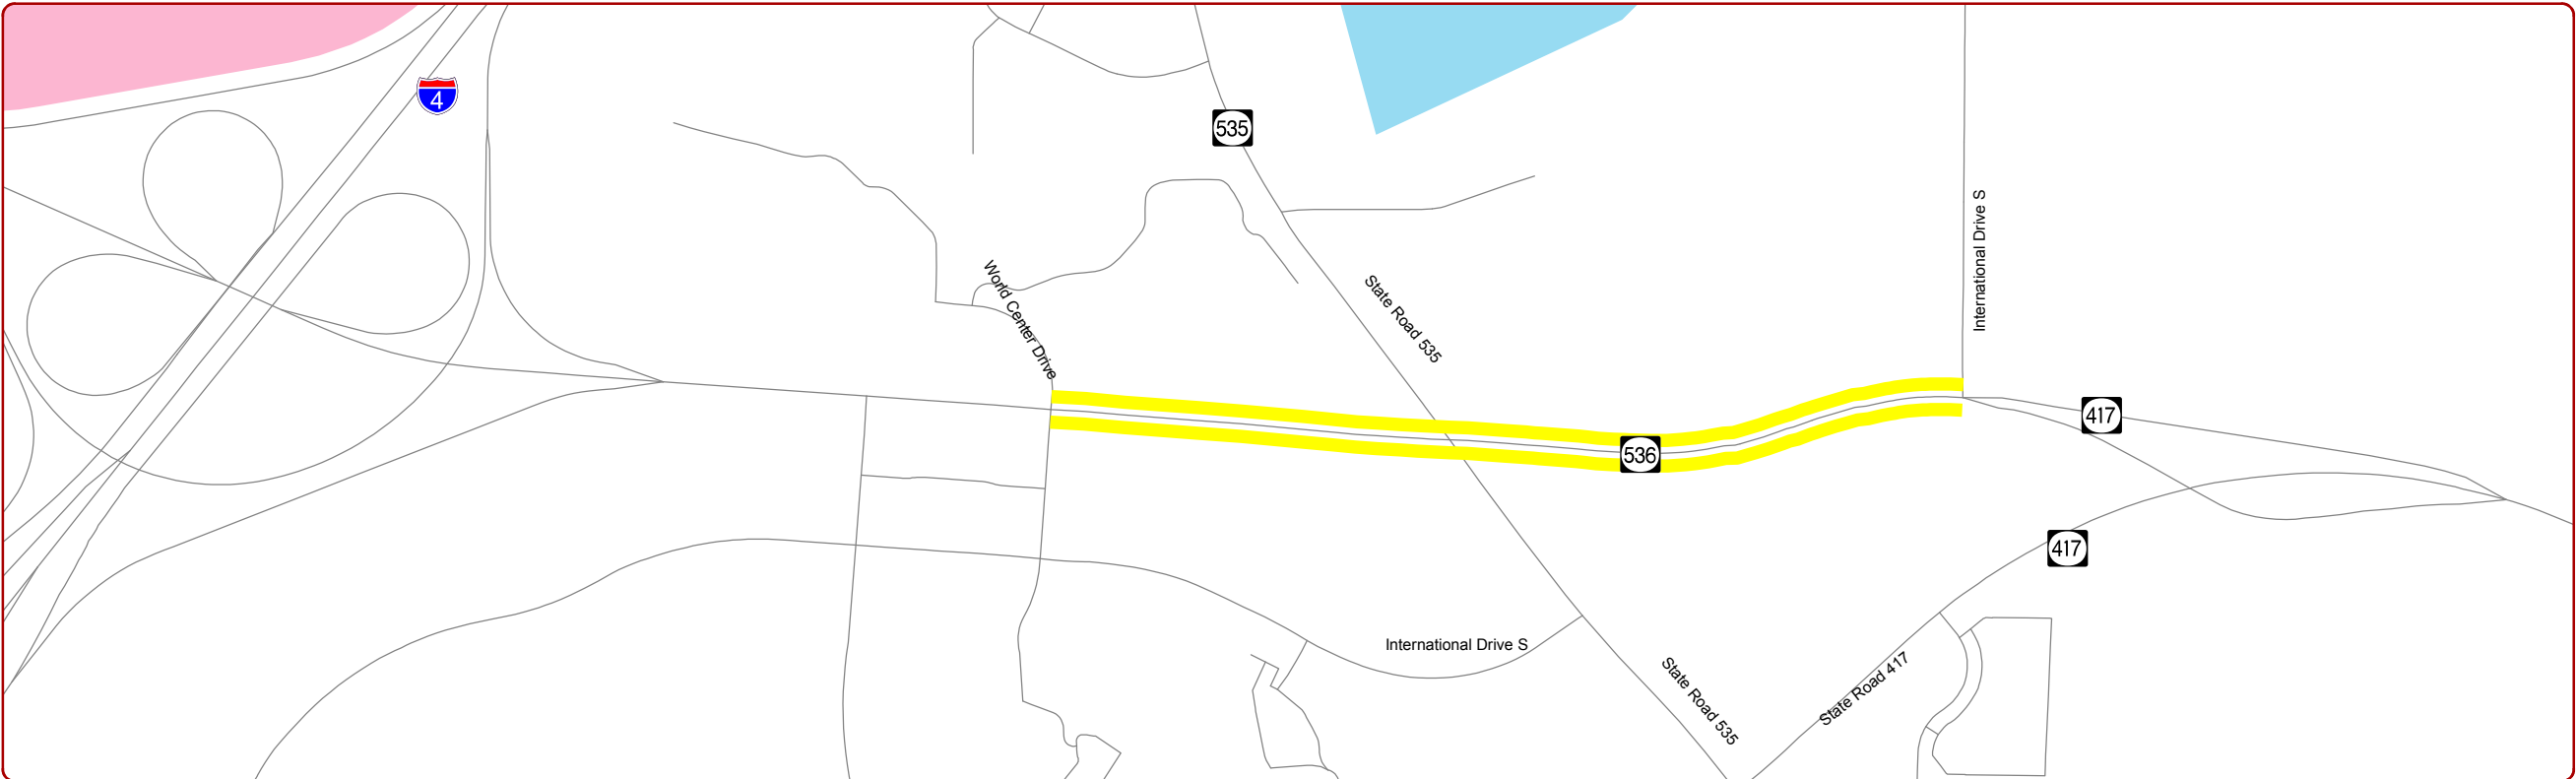 4
535
International Drive S
World Center Drive
State Road 535
417
536
417
International Drive S
State Road 417
State Road 535